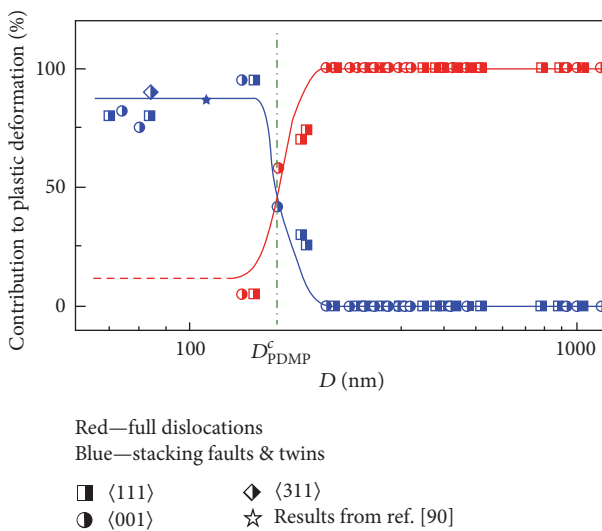 Contribution to plastic deformation (%)
100
50
0
100
D^c_PDMP
1000
D (nm)
Red—full dislocations
Blue—stacking faults & twins
⟨111⟩
⟨311⟩
⟨001⟩
Results from ref. [90]